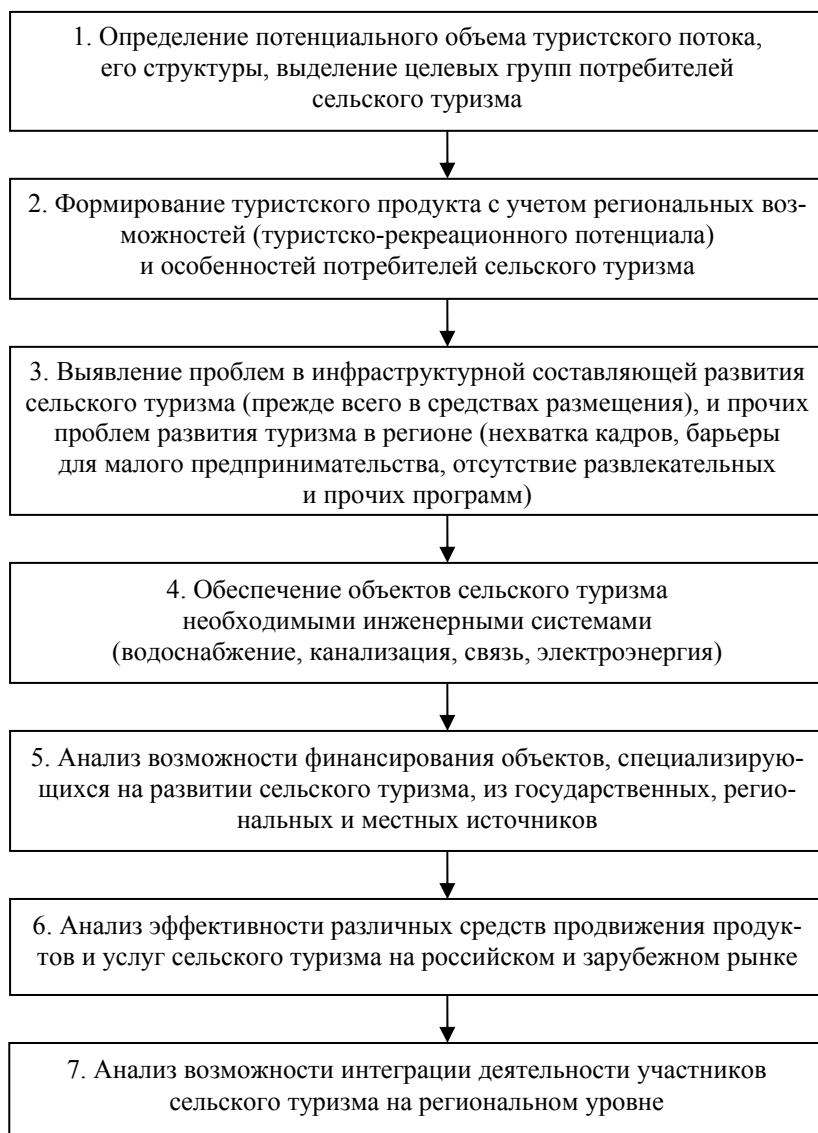 1. Определение потенциального объема туристского потока,
его структуры, выделение целевых групп потребителей
сельского туризма
2. Формирование туристского продукта с учетом региональных воз-
можностей (туристско-рекреационного потенциала)
и особенностей потребителей сельского туризма
3. Выявление проблем в инфраструктурной составляющей развития
сельского туризма (прежде всего в средствах размещения), и прочих
проблем развития туризма в регионе (нехватка кадров, барьеры
для малого предпринимательства, отсутствие развлекательных
и прочих программ)
4. Обеспечение объектов сельского туризма
необходимыми инженерными системами
(водоснабжение, канализация, связь, электроэнергия)
5. Анализ возможности финансирования объектов, специализирую-
щихся на развитии сельского туризма, из государственных, регио-
нальных и местных источников
6. Анализ эффективности различных средств продвижения продук-
тов и услуг сельского туризма на российском и зарубежном рынке
7. Анализ возможности интеграции деятельности участников
сельского туризма на региональном уровне